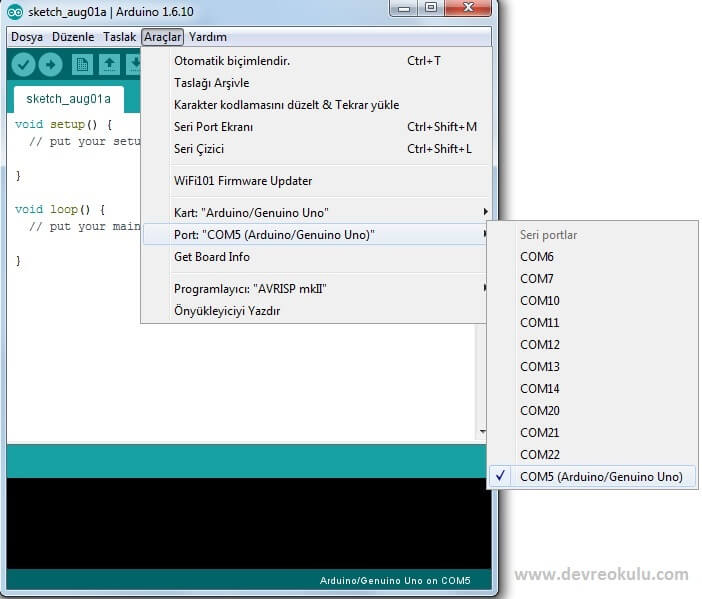 sketch_aug01a | Arduino 1.6.10
Dosya Düzenle Taslak Araçlar Yardım
sketch_aug01a
void setup() {
// put your setu
}
void loop() {
// put your main
}
Otomatik biçimlendir. Ctrl+T
Taslağı Arşivle
Karakter kodlamasını düzelt & Tekrar yükle
Seri Port Ekranı Ctrl+Shift+M
Seri Çizici Ctrl+Shift+L
WiFi101 Firmware Updater
Kart: "Arduino/Genuino Uno"
Port: "COM5 (Arduino/Genuino Uno)"
Get Board Info
Programlayıcı: "AVRISP mkII"
Önyükleyiciyi Yazdır
Seri portlar
COM6
COM7
COM10
COM11
COM12
COM13
COM14
COM20
COM21
COM22
COM5 (Arduino/Genuino Uno)
Arduino/Genuino Uno on COM5
www.devreokulu.com